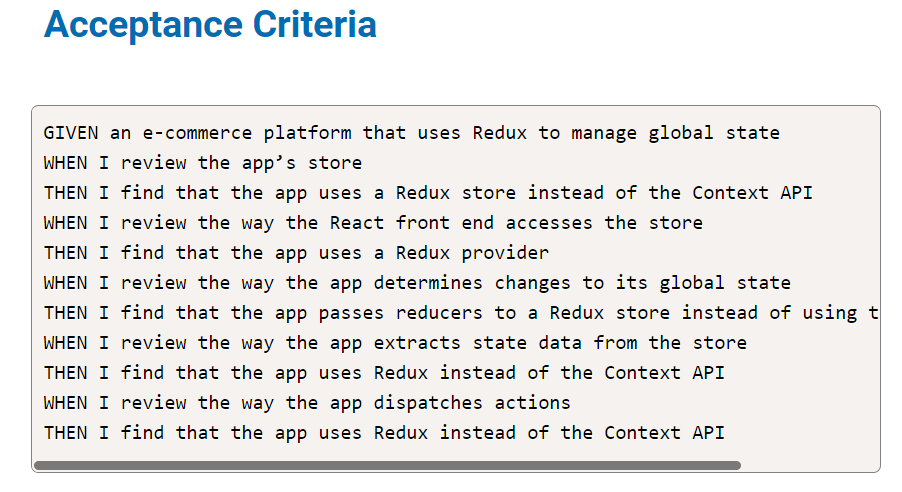 Acceptance Criteria
GIVEN an e-commerce platform that uses Redux to manage global state
WHEN I review the app’s store
THEN I find that the app uses a Redux store instead of the Context API
WHEN I review the way the React front end accesses the store
THEN I find that the app uses a Redux provider
WHEN I review the way the app determines changes to its global state
THEN I find that the app passes reducers to a Redux store instead of using
WHEN I review the way the app extracts state data from the store
THEN I find that the app uses Redux instead of the Context API
WHEN I review the way the app dispatches actions
THEN I find that the app uses Redux instead of the Context API